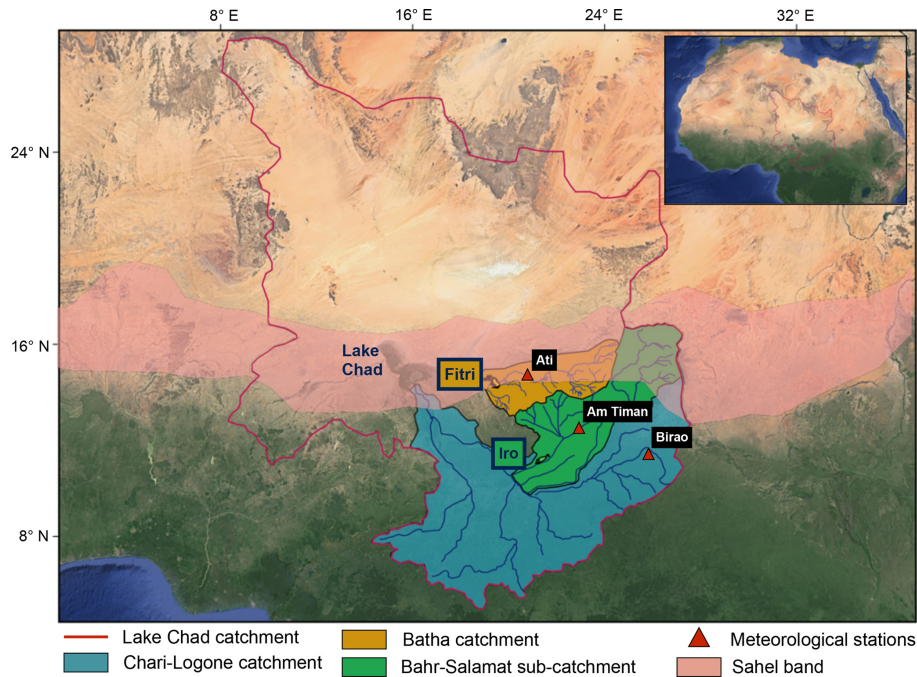 8° E 16° E 24° E 32° E
24° N
16° N
8° N
Lake
Chad
Fitri
Ati
Am Timan
Birao
Iro
Lake Chad catchment
Batha catchment
Meteorological stations
Chari-Logone catchment
Bahr-Salamat sub-catchment
Sahel band